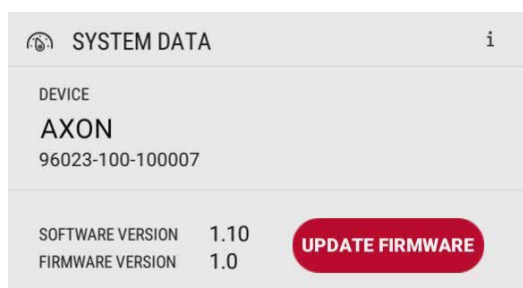 SYSTEM DATA i
DEVICE
AXON
96023-100-100007
SOFTWARE VERSION 1.10
FIRMWARE VERSION 1.0
UPDATE FIRMWARE